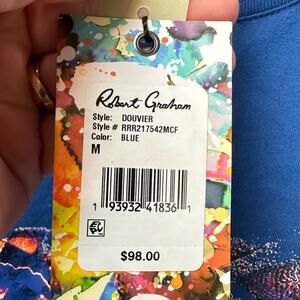 Robert Graham
Style: DOUVIER
Style # RRR217542MCF
Color: BLUE
M
1 93932 41836 1
$98.00